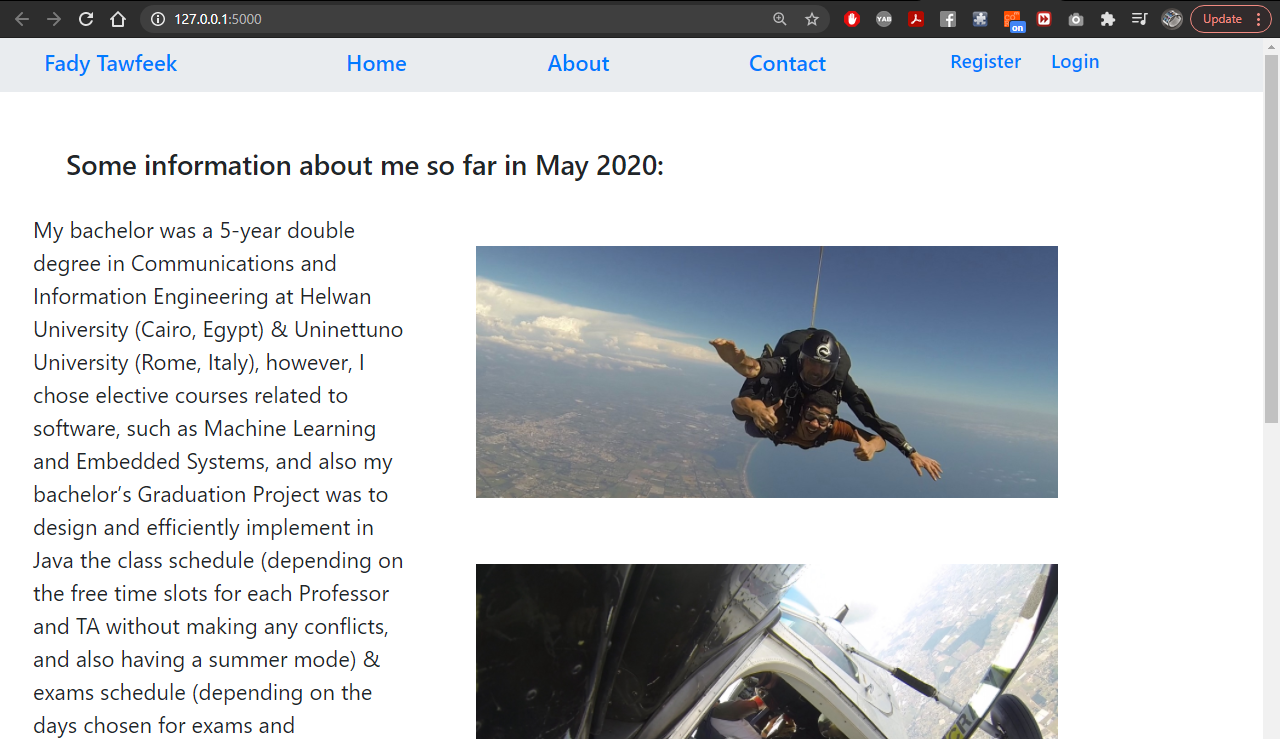 127.0.0.1:5000
YAB
on
Update
Fady Tawfeek
Home
About
Contact
Register
Login
Some information about me so far in May 2020:
My bachelor was a 5-year double
degree in Communications and
Information Engineering at Helwan
University (Cairo, Egypt) & Uninettuno
University (Rome, Italy), however, I
chose elective courses related to
software, such as Machine Learning
and Embedded Systems, and also my
bachelor’s Graduation Project was to
design and efficiently implement in
Java the class schedule (depending on
the free time slots for each Professor
and TA without making any conflicts,
and also having a summer mode) &
exams schedule (depending on the
days chosen for exams and